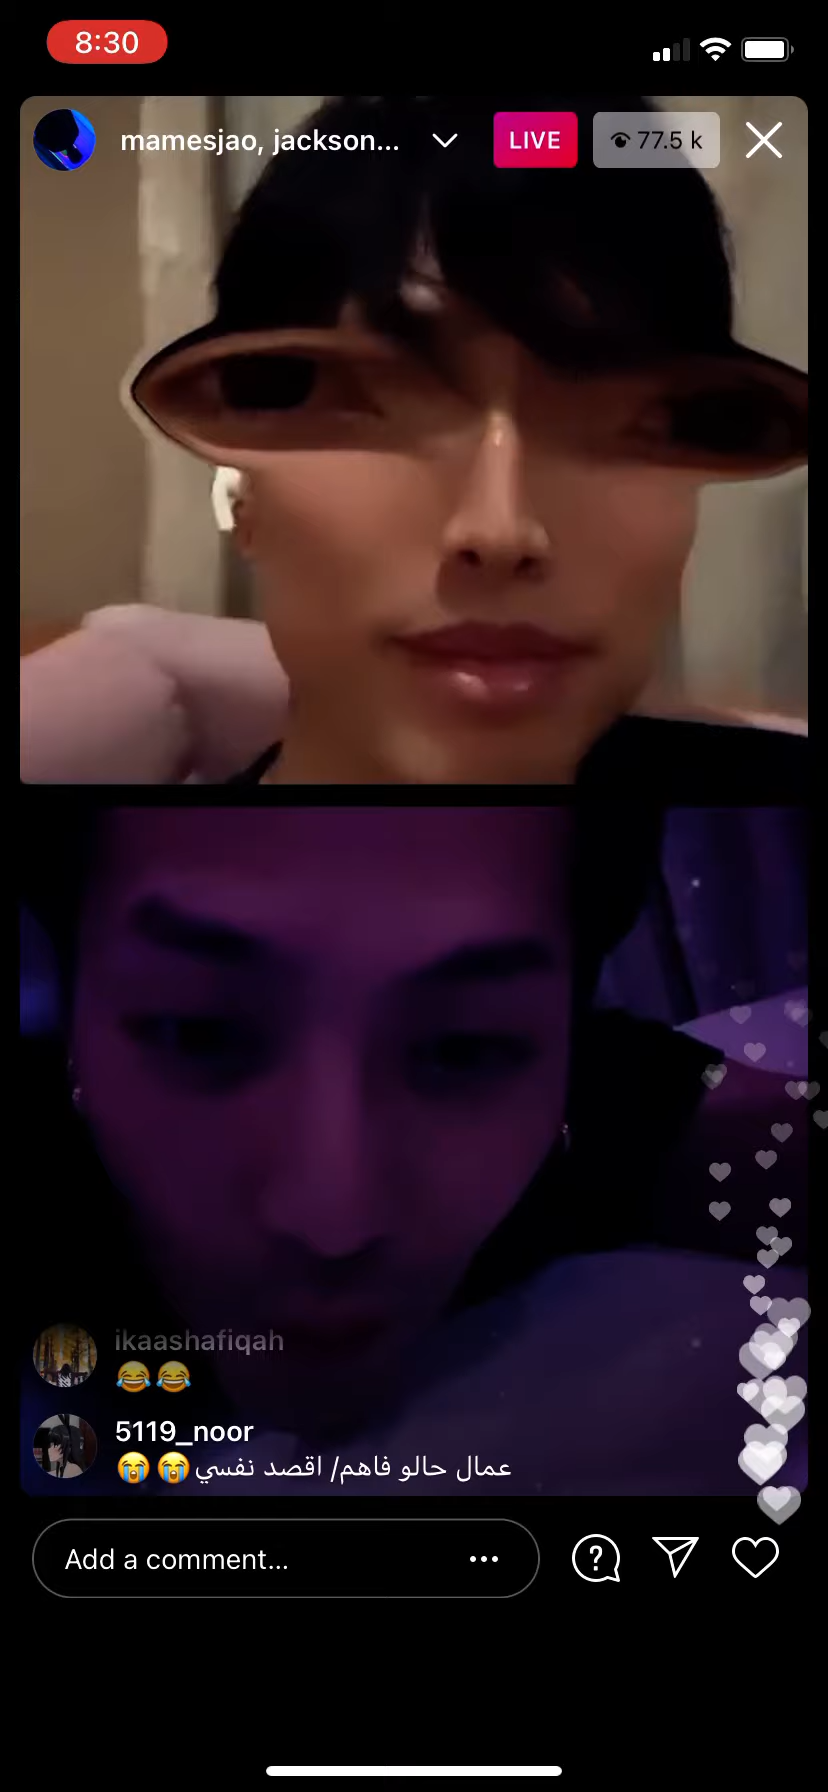 8:30
mamesjao, jackson...
LIVE
77.5 k
ikaashafiqah
😂😂
5119_noor
عمال حالو فاهم/ اقصد نفسي😭😭
Add a comment...